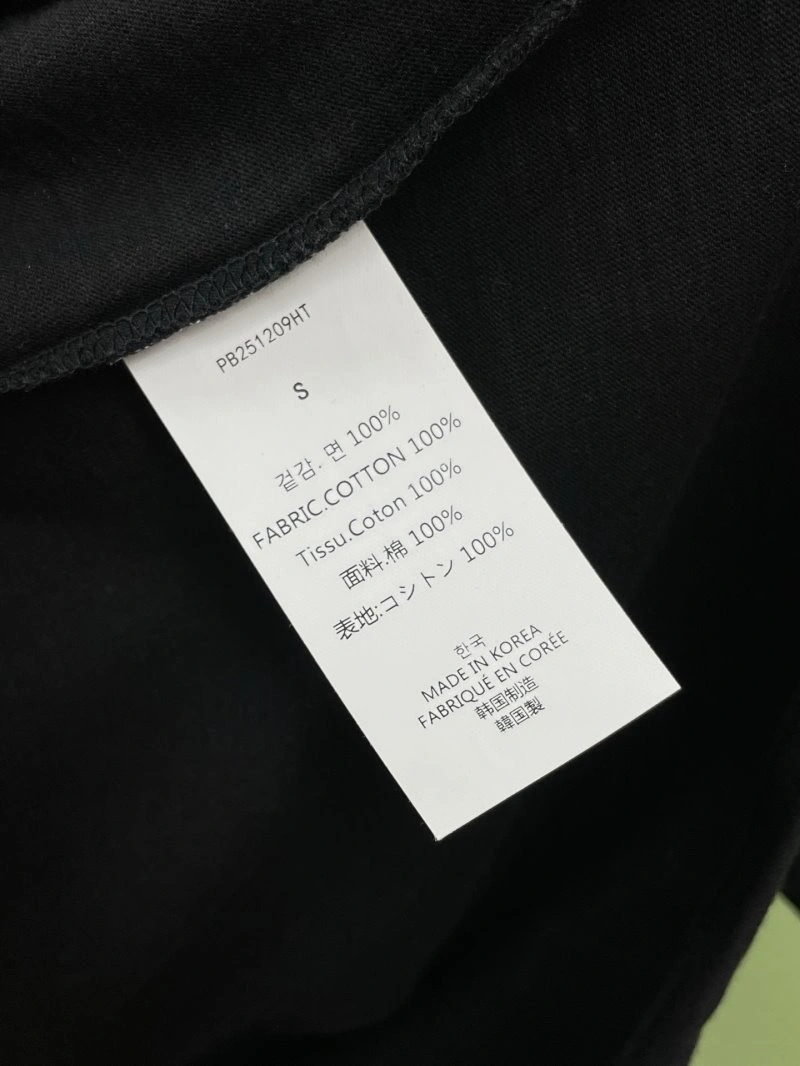 PB251209HT
S
겉감. 면 100%
FABRIC.COTTON 100%
Tissu.Coton 100%
面料.棉 100%
表地:コシトン 100%
한국
MADE IN KOREA
FABRIQUÉ EN CORÉE
韩国制造
韓国製